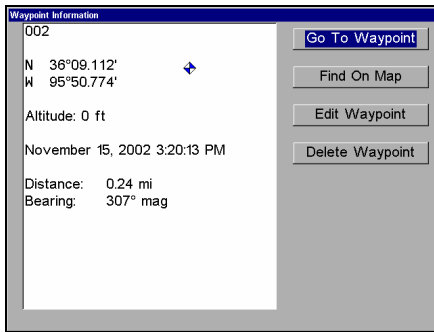 Waypoint Information
002
N 36°09.112'
W 95°50.774'
Altitude: 0 ft
November 15, 2002 3:20:13 PM
Distance: 0.24 mi
Bearing: 307° mag
Go To Waypoint
Find On Map
Edit Waypoint
Delete Waypoint